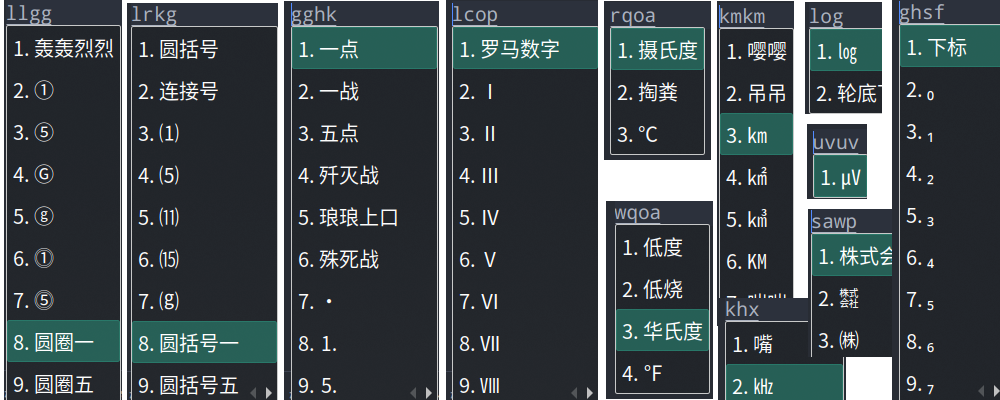 llgg
1. 轰轰烈烈
2. ①
3. ⑤
4. Ⓖ
5. ⓖ
6. ⓵
7. ⓹
8. 圆圈一
9. 圆圈五
lrkg
1. 圆括号
2. 连接号
3. ⑴
4. ⑸
5. ⑾
6. ⒂
7. ⒢
8. 圆括号一
9. 圆括号五
gghk
1. 一点
2. 一战
3. 五点
4. 歼灭战
5. 琅琅上口
6. 殊死战
7. ·
8. 1.
9. 5.
lcop
1. 罗马数字
2. Ⅰ
3. Ⅱ
4. Ⅲ
5. Ⅳ
6. Ⅴ
7. Ⅵ
8. Ⅶ
9. Ⅷ
rqoa
1. 摄氏度
2. 掏粪
3. ℃
wqoa
1. 低度
2. 低烧
3. 华氏度
4. ℉
kmkm
1. 嘤嘤
2. 吊吊
3. ㎞
4. ㎢
5. ㎦
6. ㏎
khx
1. 嘴
2. ㎑
log
1. ㏒
2. 轮底
uvuv
1. ㎶
sawp
1. 株式会
2. ㍿
3. ㈱
ghsf
1. 下标
2. ₀
3. ₁
4. ₂
5. ₃
6. ₄
7. ₅
8. ₆
9. ₇